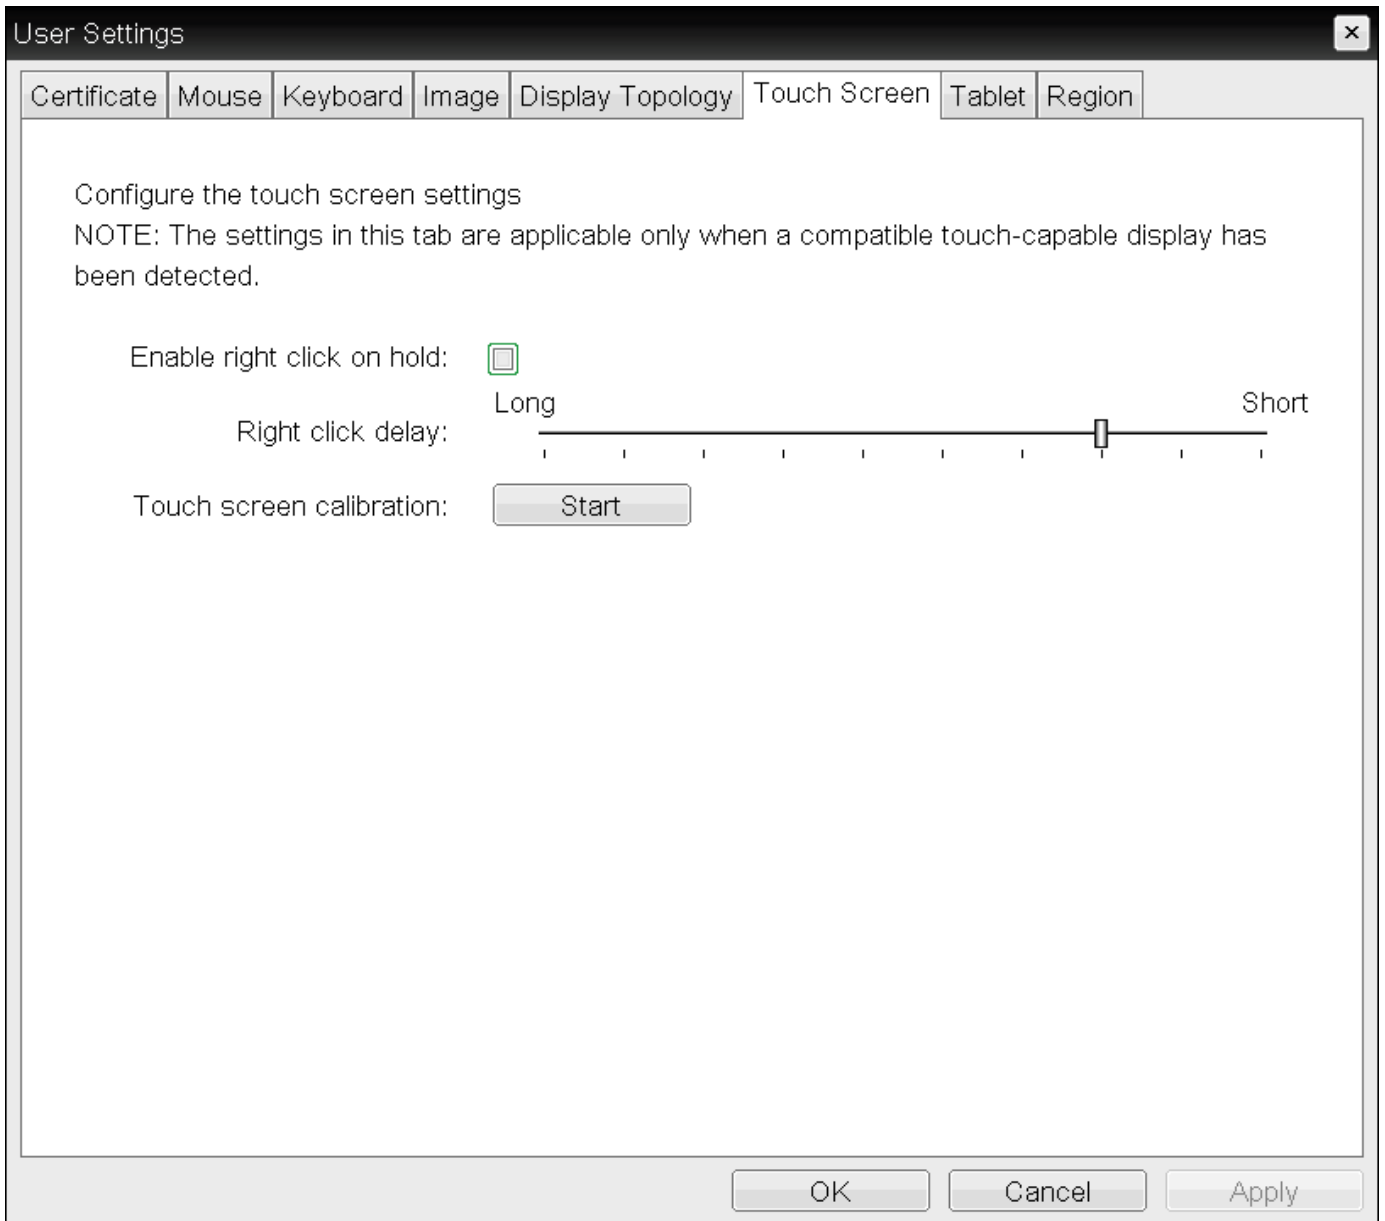 User Settings
Certificate Mouse Keyboard Image Display Topology Touch Screen Tablet Region
Configure the touch screen settings
NOTE: The settings in this tab are applicable only when a compatible touch-capable display has
been detected.
Enable right click on hold:
Long Short
Right click delay:
Touch screen calibration: Start
OK Cancel Apply